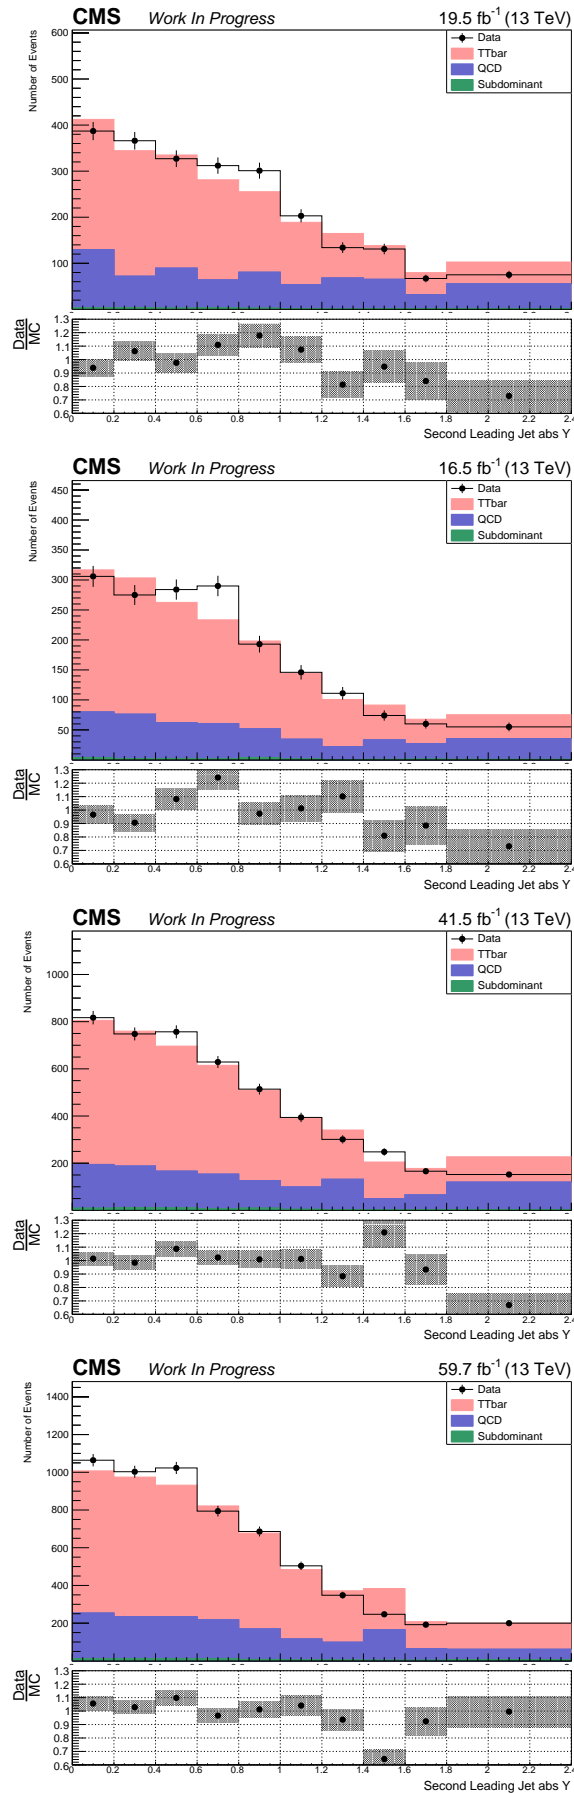 CMS Work In Progress 19.5 fb-1 (13 TeV)
Number of Events
600
500
400
300
200
100
Data
TTbar
QCD
Subdominant
Data
MC
1.3
1.2
1.1
1
0.9
0.8
0.7
0.6
0 0.2 0.4 0.6 0.8 1 1.2 1.4 1.6 1.8 2 2.2 2.4
Second Leading Jet abs Y
CMS Work In Progress 16.5 fb-1 (13 TeV)
Number of Events
450
400
350
300
250
200
150
100
50
Data
TTbar
QCD
Subdominant
Data
MC
1.3
1.2
1.1
1
0.9
0.8
0.7
0.6
0 0.2 0.4 0.6 0.8 1 1.2 1.4 1.6 1.8 2 2.2 2.4
Second Leading Jet abs Y
CMS Work In Progress 41.5 fb-1 (13 TeV)
Number of Events
1000
800
600
400
200
Data
TTbar
QCD
Subdominant
Data
MC
1.3
1.2
1.1
1
0.9
0.8
0.7
0.6
0 0.2 0.4 0.6 0.8 1 1.2 1.4 1.6 1.8 2 2.2 2.4
Second Leading Jet abs Y
CMS Work In Progress 59.7 fb-1 (13 TeV)
Number of Events
1400
1200
1000
800
600
400
200
Data
TTbar
QCD
Subdominant
Data
MC
1.3
1.2
1.1
1
0.9
0.8
0.7
0.6
0 0.2 0.4 0.6 0.8 1 1.2 1.4 1.6 1.8 2 2.2 2.4
Second Leading Jet abs Y